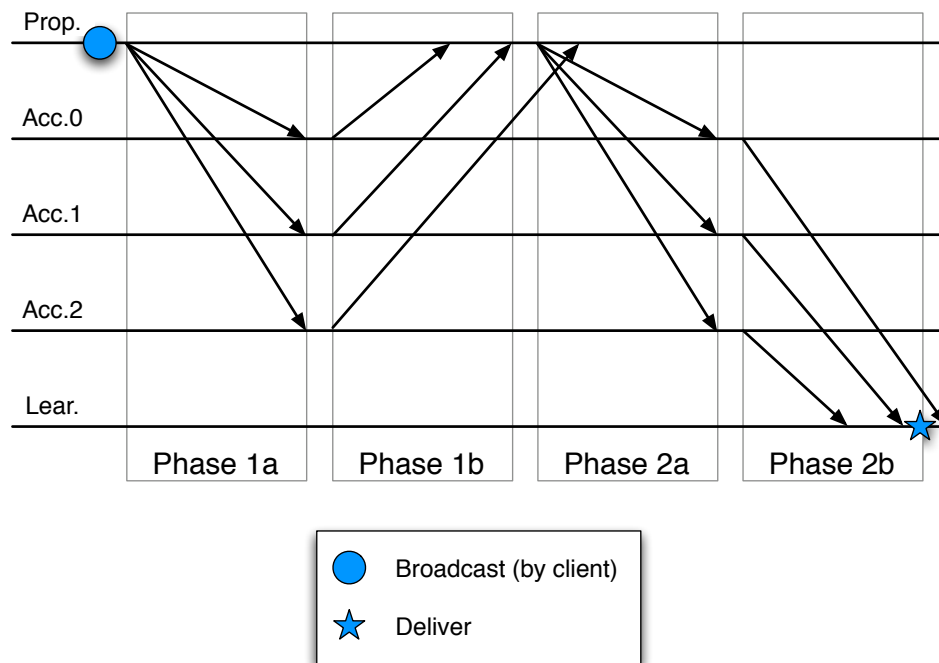 Prop.
Acc.0
Acc.1
Acc.2
Lear.
Phase 1a Phase 1b Phase 2a Phase 2b
Broadcast (by client)
Deliver